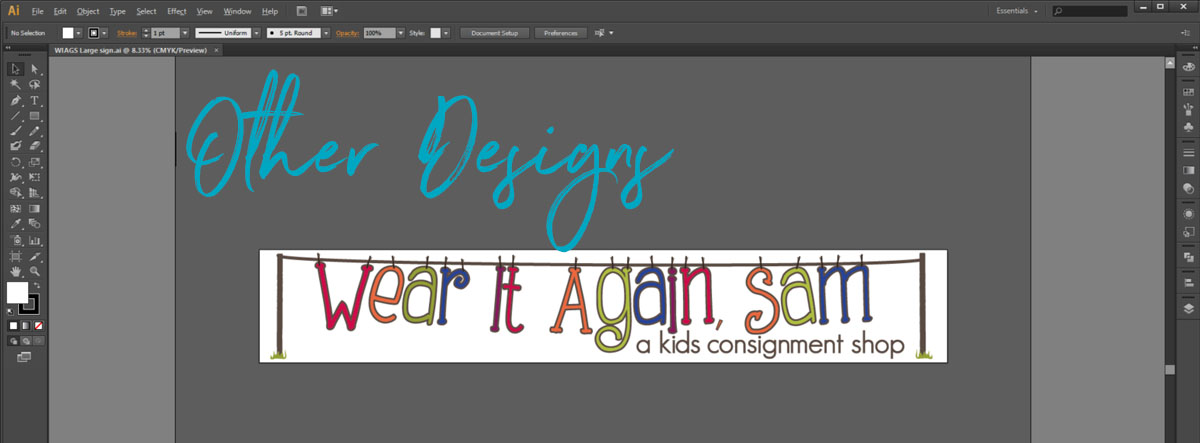 Ai File Edit Object Type Select Effect View Window Help Br Essentials
No Selection Stroke: 1 pt Uniform 5 pt. Round Opacity: 100% Style: Document Setup Preferences
WIAGS Large sign.ai @ 8.33% (CMYK/Preview) ×
Other Designs
Wear It Again, Sam
a kids consignment shop